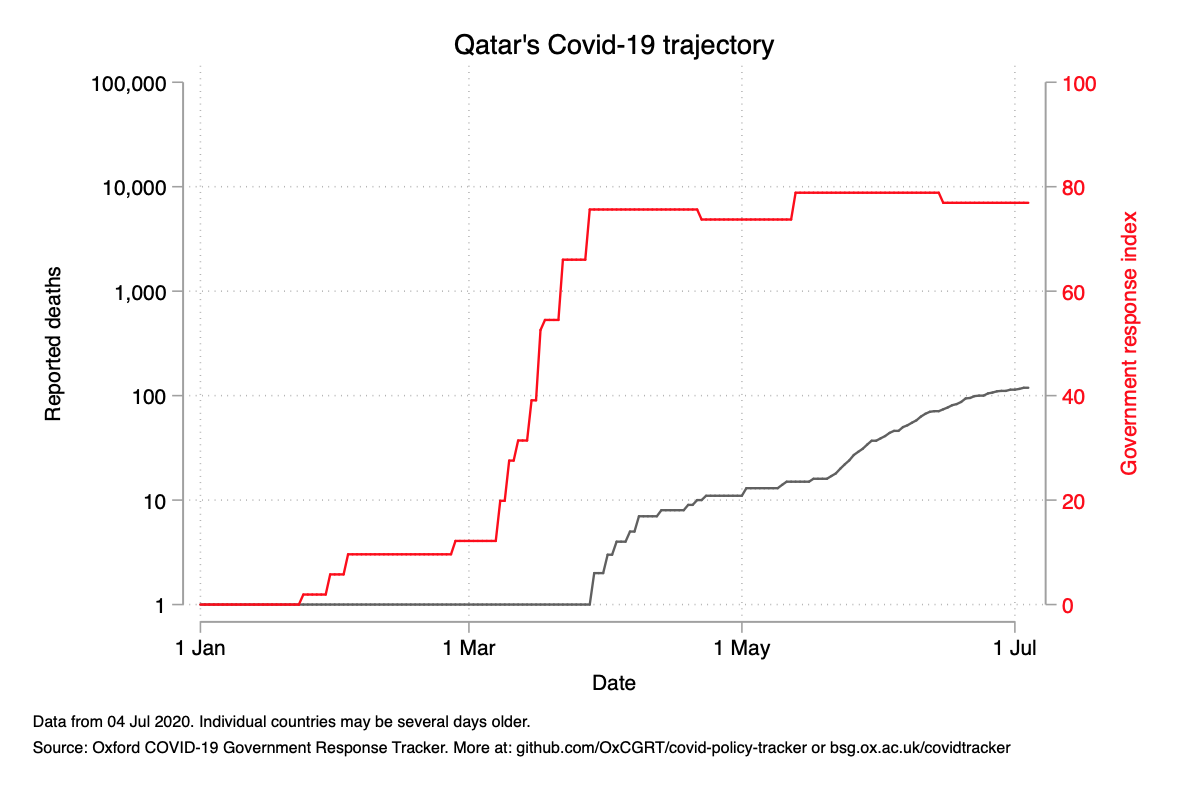 Qatar's Covid-19 trajectory
100,000
10,000
1,000
100
10
1
Reported deaths
100
80
60
40
20
0
Government response index
1 Jan
1 Mar
1 May
1 Jul
Date
Data from 04 Jul 2020. Individual countries may be several days older.
Source: Oxford COVID-19 Government Response Tracker. More at: github.com/OxCGRT/covid-policy-tracker or bsg.ox.ac.uk/covidtracker